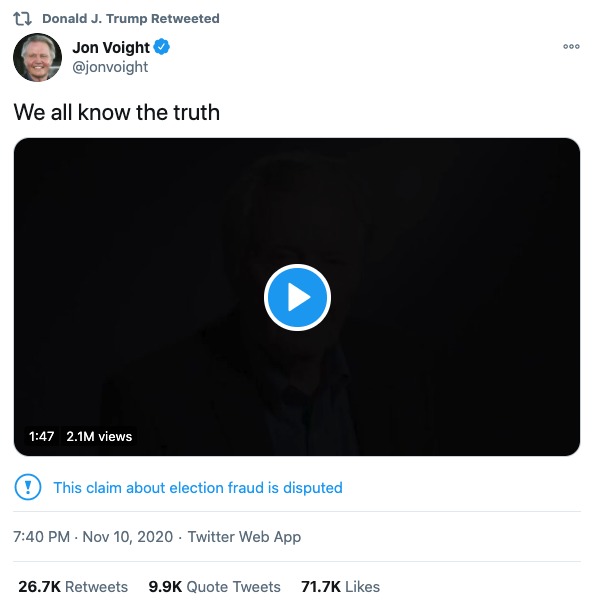 Donald J. Trump Retweeted
Jon Voight
@jonvoight
We all know the truth
1:47 2.1M views
This claim about election fraud is disputed
7:40 PM · Nov 10, 2020 · Twitter Web App
26.7K Retweets 9.9K Quote Tweets 71.7K Likes